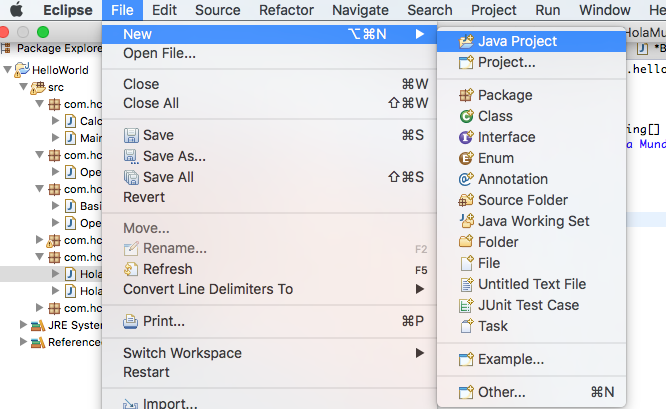 Eclipse File Edit Source Refactor Navigate Search Project Run Window He
Package Explore
HelloWorld
src
com.hc
Calc
Main
com.hc
Ope
com.hc
Basi
Ope
com.hc
com.hc
Hola
Hola
com.hc
JRE System
Reference
New ⌥⌘N
Open File...
Close ⌘W
Close All ⇧⌘W
Save ⌘S
Save As...
Save All ⇧⌘S
Revert
Move...
Rename... F2
Refresh F5
Convert Line Delimiters To
Print... ⌘P
Switch Workspace
Restart
Import...
Java Project
Project...
Package
Class
Interface
Enum
Annotation
Source Folder
Java Working Set
Folder
File
Untitled Text File
JUnit Test Case
Task
Example...
Other... ⌘N
HolaMu
*B
.hello
ing[]
a Mund